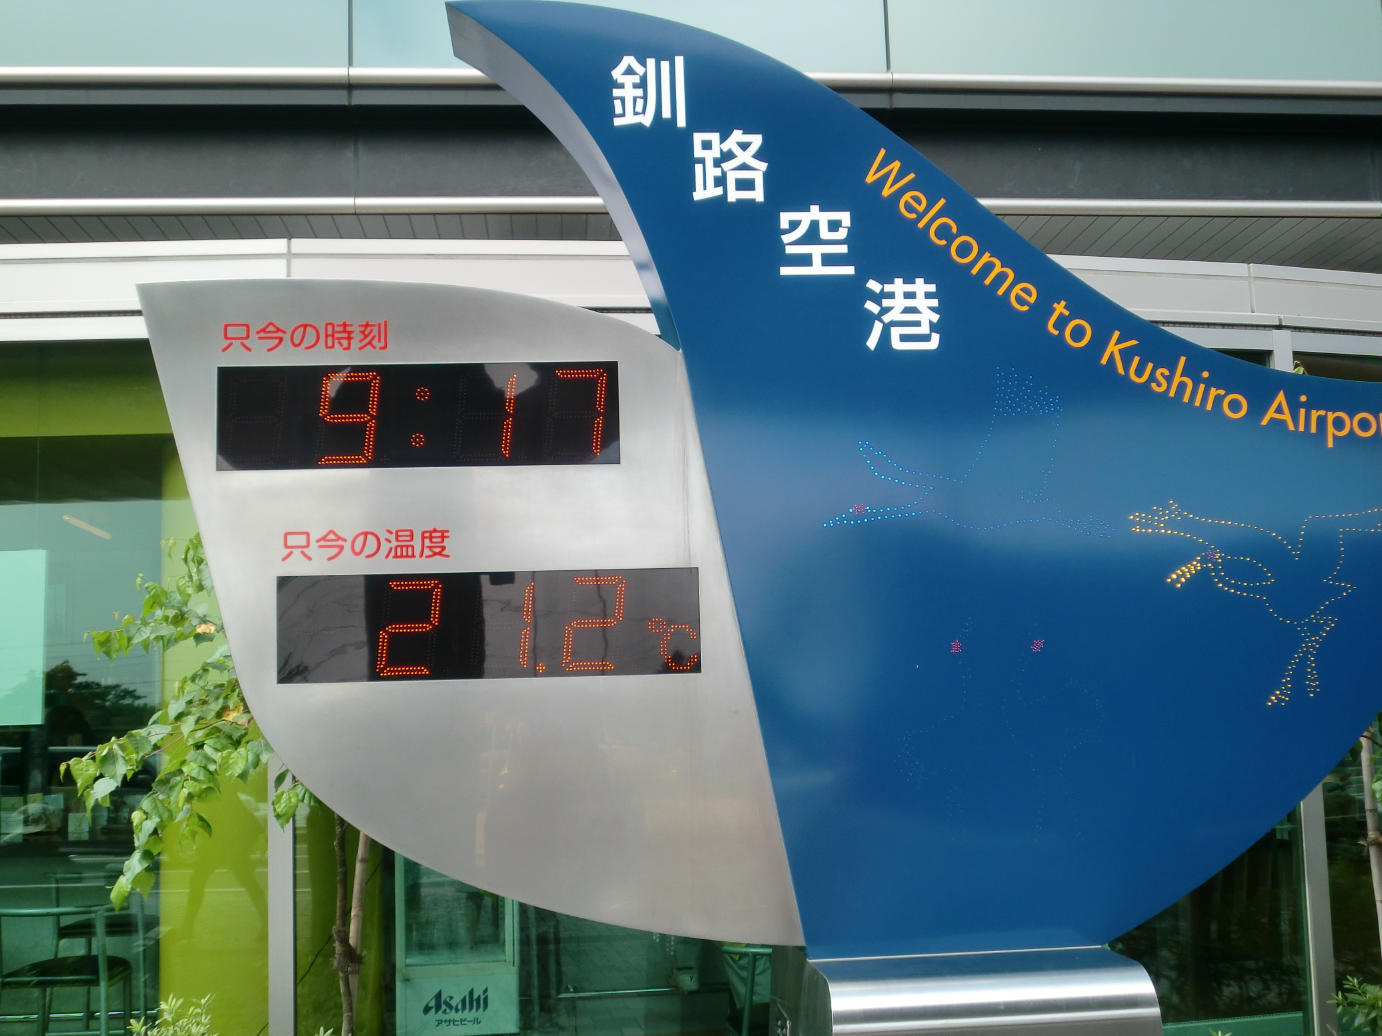 釧路空港
Welcome to Kushiro Airpor
只今の時刻
9:17
只今の温度
21.2℃
Asahi
アサヒビール